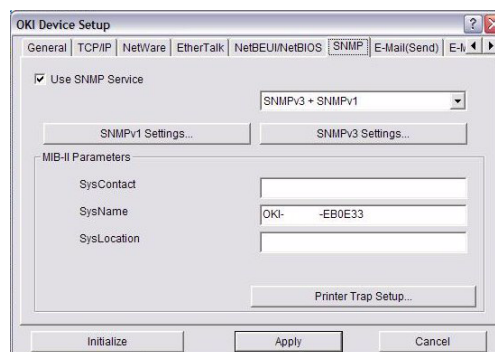 OKI Device Setup
General TCP/IP NetWare EtherTalk NetBEUI/NetBIOS SNMP E-Mail(Send)
Use SNMP Service
SNMPv3 + SNMPv1
SNMPv1 Settings... SNMPv3 Settings...
MIB-II Parameters
SysContact
SysName OKI- -EB0E33
SysLocation
Printer Trap Setup...
Initialize Apply Cancel